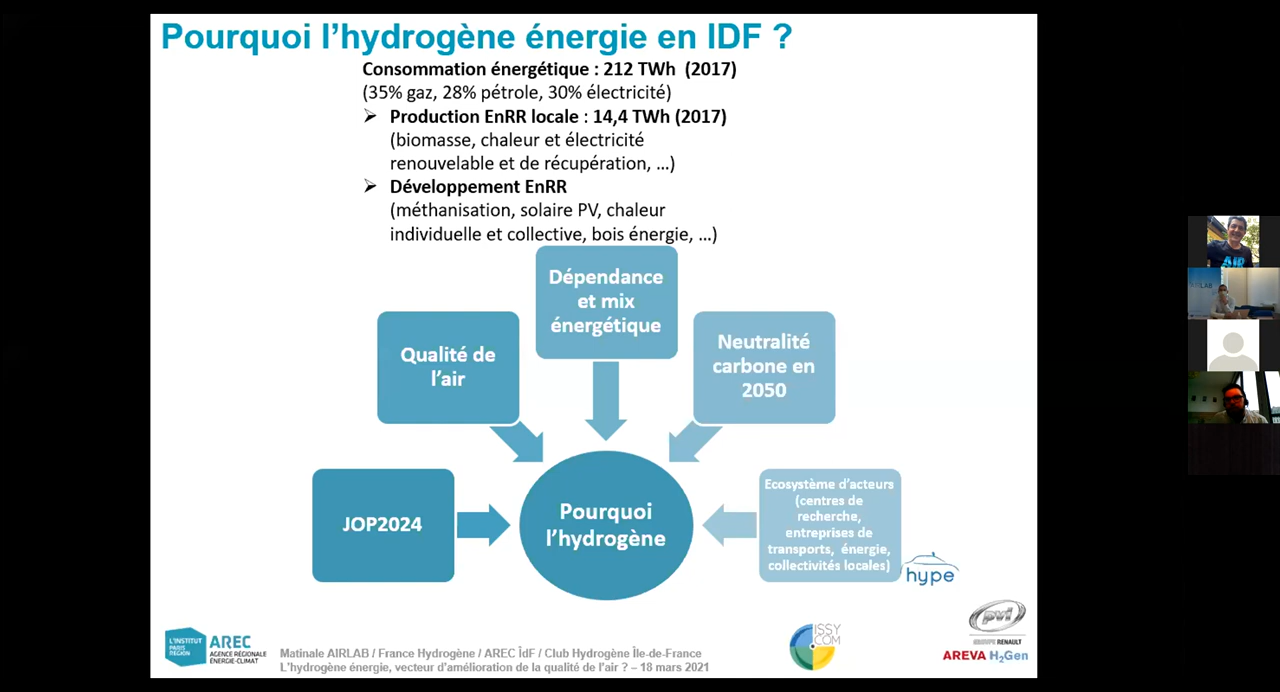 Pourquoi l'hydrogène énergie en IDF ?
Consommation énergétique : 212 TWh (2017)
(35% gaz, 28% pétrole, 30% électricité)
Production EnRR locale : 14,4 TWh (2017)
(biomasse, chaleur et électricité
renouvelable et de récupération, ...)
Développement EnRR
(méthanisation, solaire PV, chaleur
individuelle et collective, bois énergie, ...)
Dépendance
et mix
énergétique
Qualité de
l'air
Neutralité
carbone en
2050
JOP2024
Pourquoi
l'hydrogène
Ecosystème d'acteurs
(centres de
recherche,
entreprises de
transports, énergie,
collectivités locales)
hype
L'INSTITUT
PARIS
REGION
AREC
AGENCE RÉGIONALE
ÉNERGIE-CLIMAT
Matinale AIRLAB / France Hydrogène / AREC ÎdF / Club Hydrogène Île-de-France
L'hydrogène énergie, vecteur d'amélioration de la qualité de l'air ? – 18 mars 2021
ISSY
COM
pvi
GROUPE RENAULT
AREVA H2Gen
AIR